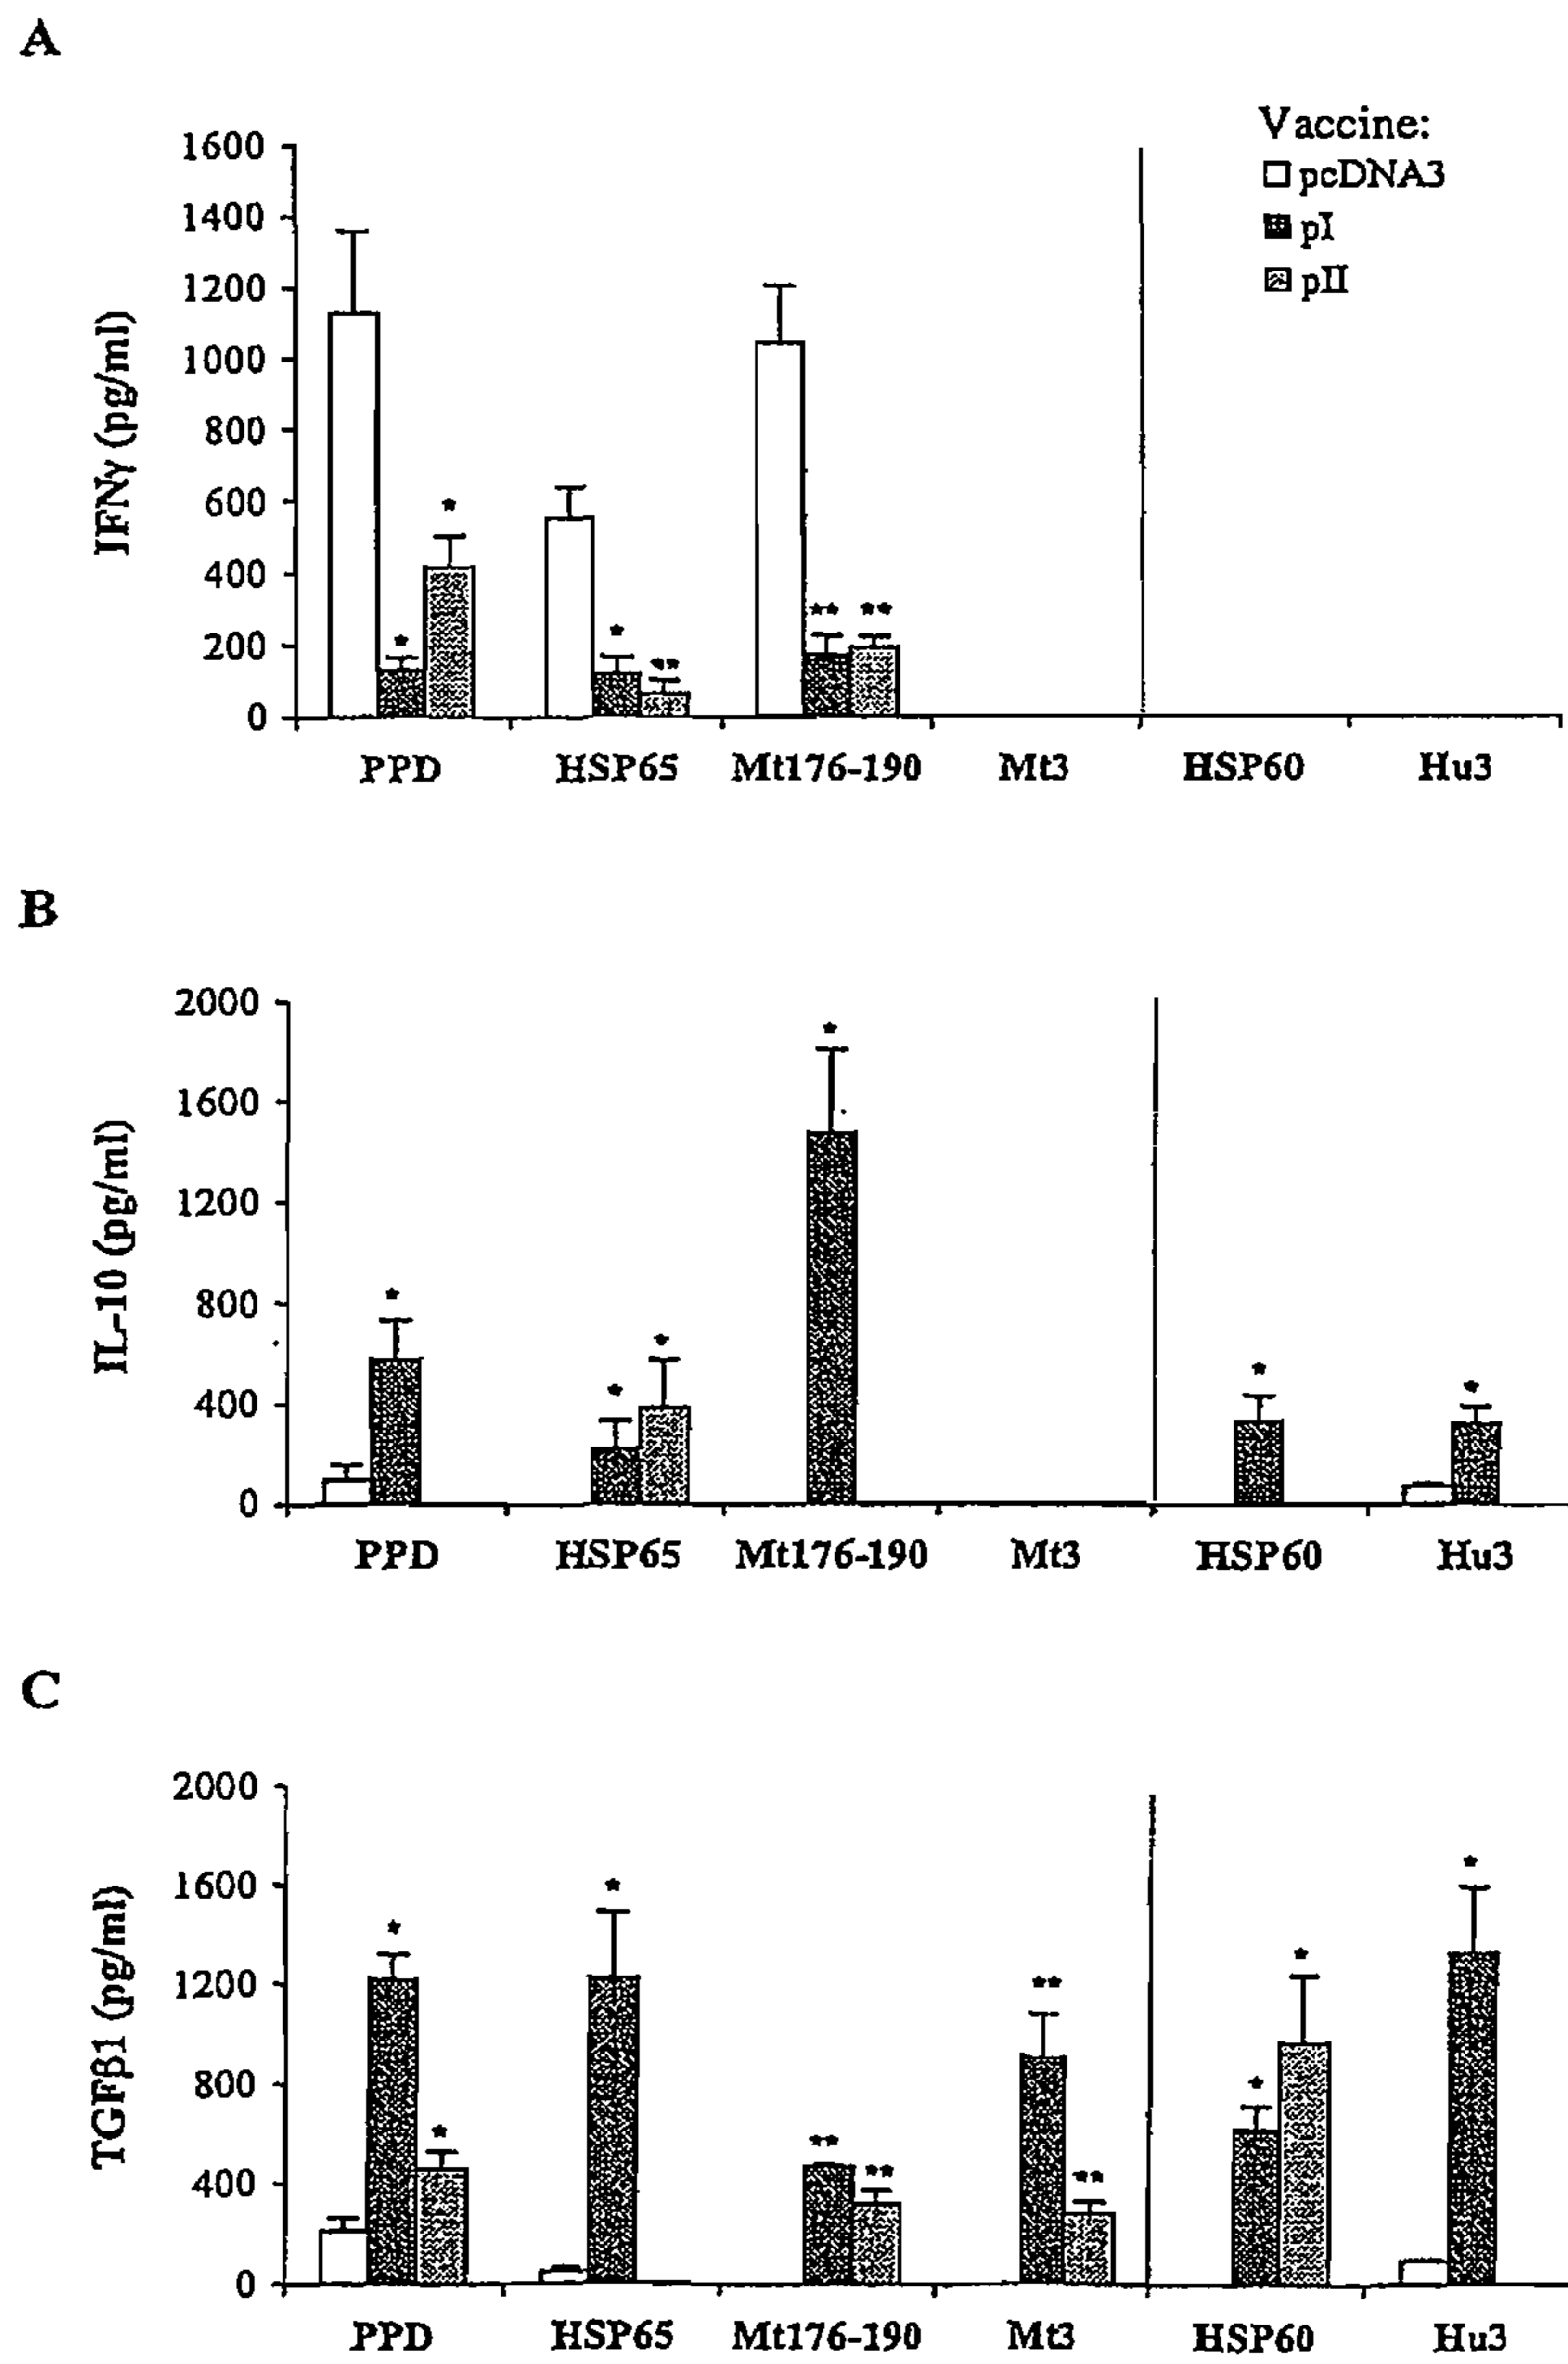 A
Vaccine:
pcDNA3
pI
pII
IFNγ (pg/ml)
1600
1400
1200
1000
800
600
400
200
0
* * * ** ** **
PPD HSP65 Mt176-190 Mt3 HSP60 Hu3
B
IL-10 (pg/ml)
2000
1600
1200
800
400
0
* * * * * *
PPD HSP65 Mt176-190 Mt3 HSP60 Hu3
C
TGFβ1 (pg/ml)
2000
1600
1200
800
400
0
* * * ** ** ** ** * * *
PPD HSP65 Mt176-190 Mt3 HSP60 Hu3